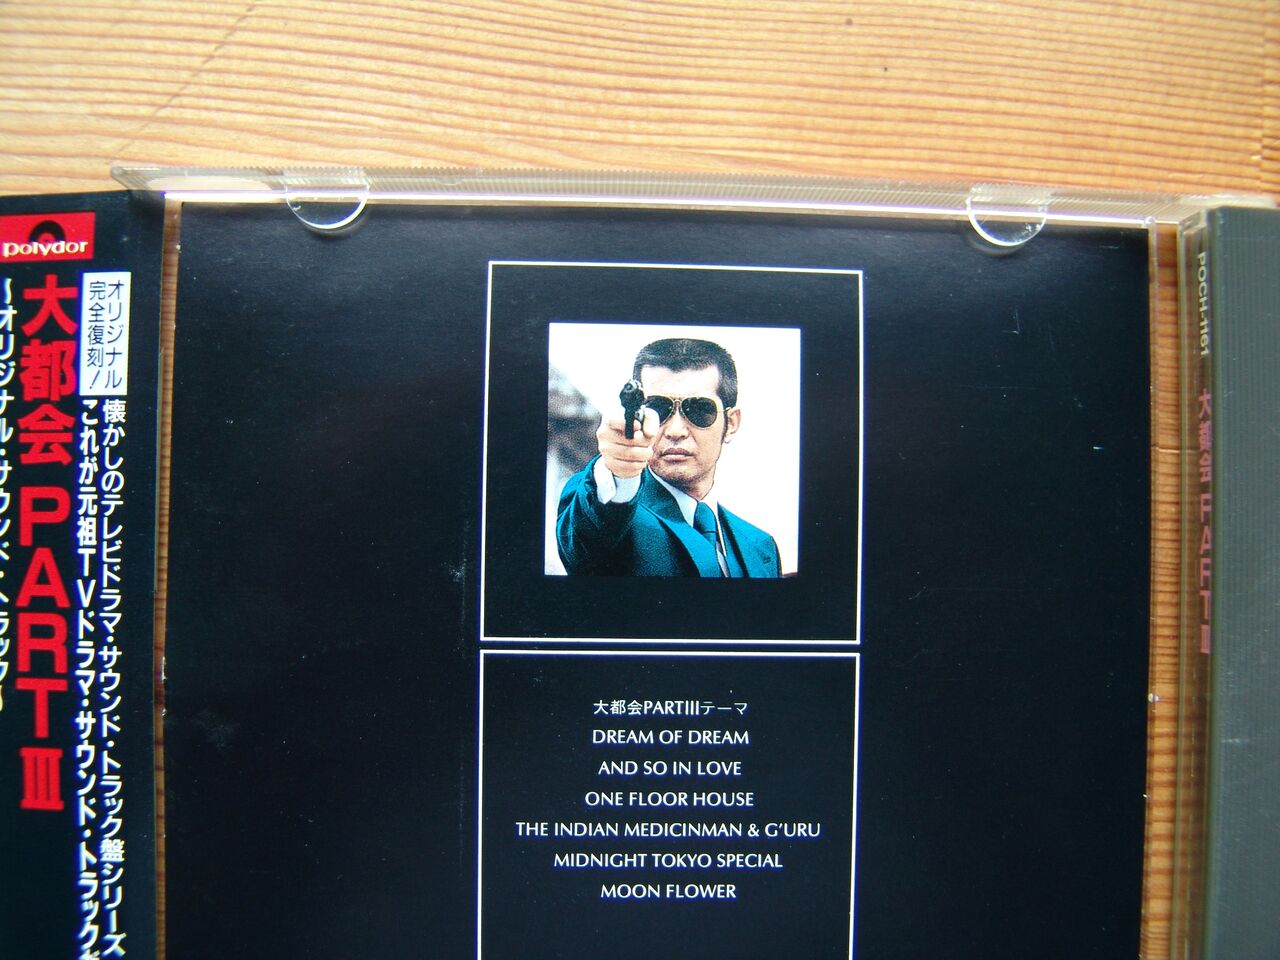 polydor
オリジナル
完全復刻！
懐かしのテレビドラマ・サウンド・トラック盤シリーズ
これが元祖TVドラマ・サウンド・トラック
大都会 PART III
～オリジナル・サウンド・トラック～
大都会PARTIIIテーマ
DREAM OF DREAM
AND SO IN LOVE
ONE FLOOR HOUSE
THE INDIAN MEDICINMAN & G'URU
MIDNIGHT TOKYO SPECIAL
MOON FLOWER
POCH-1161
大都会 PART III